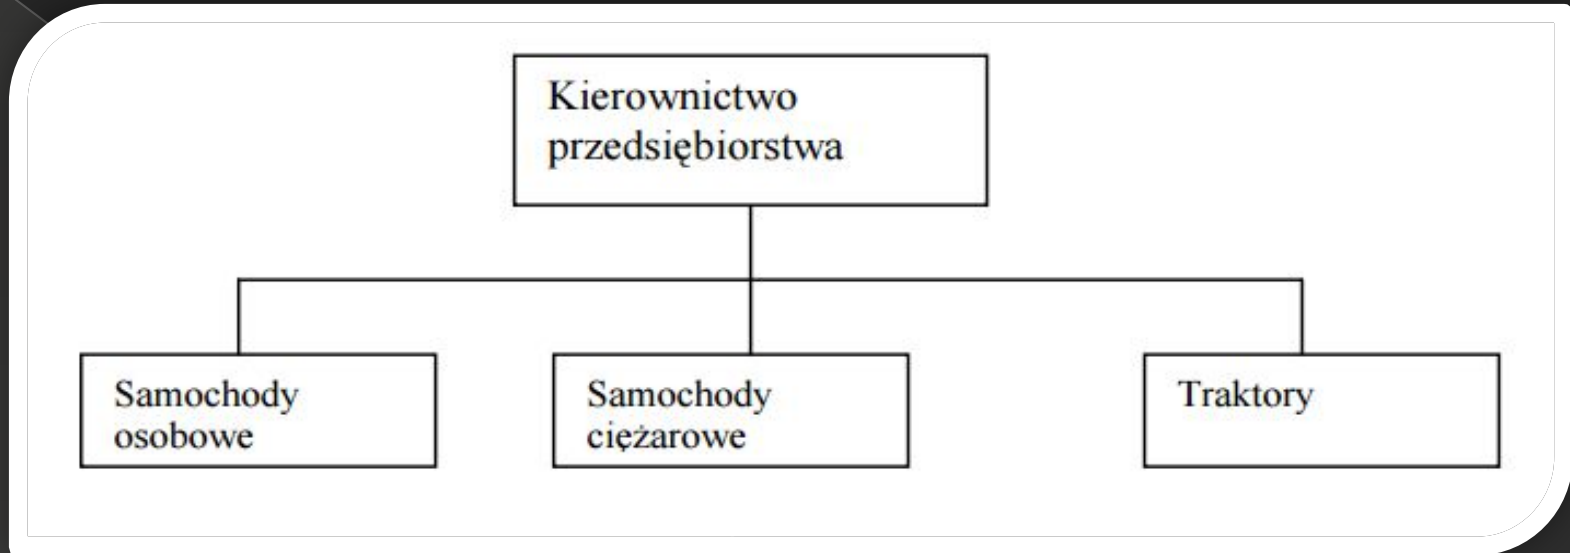 Kierownictwo
przedsiębiorstwa
Samochody
osobowe
Samochody
ciężarowe
Traktory